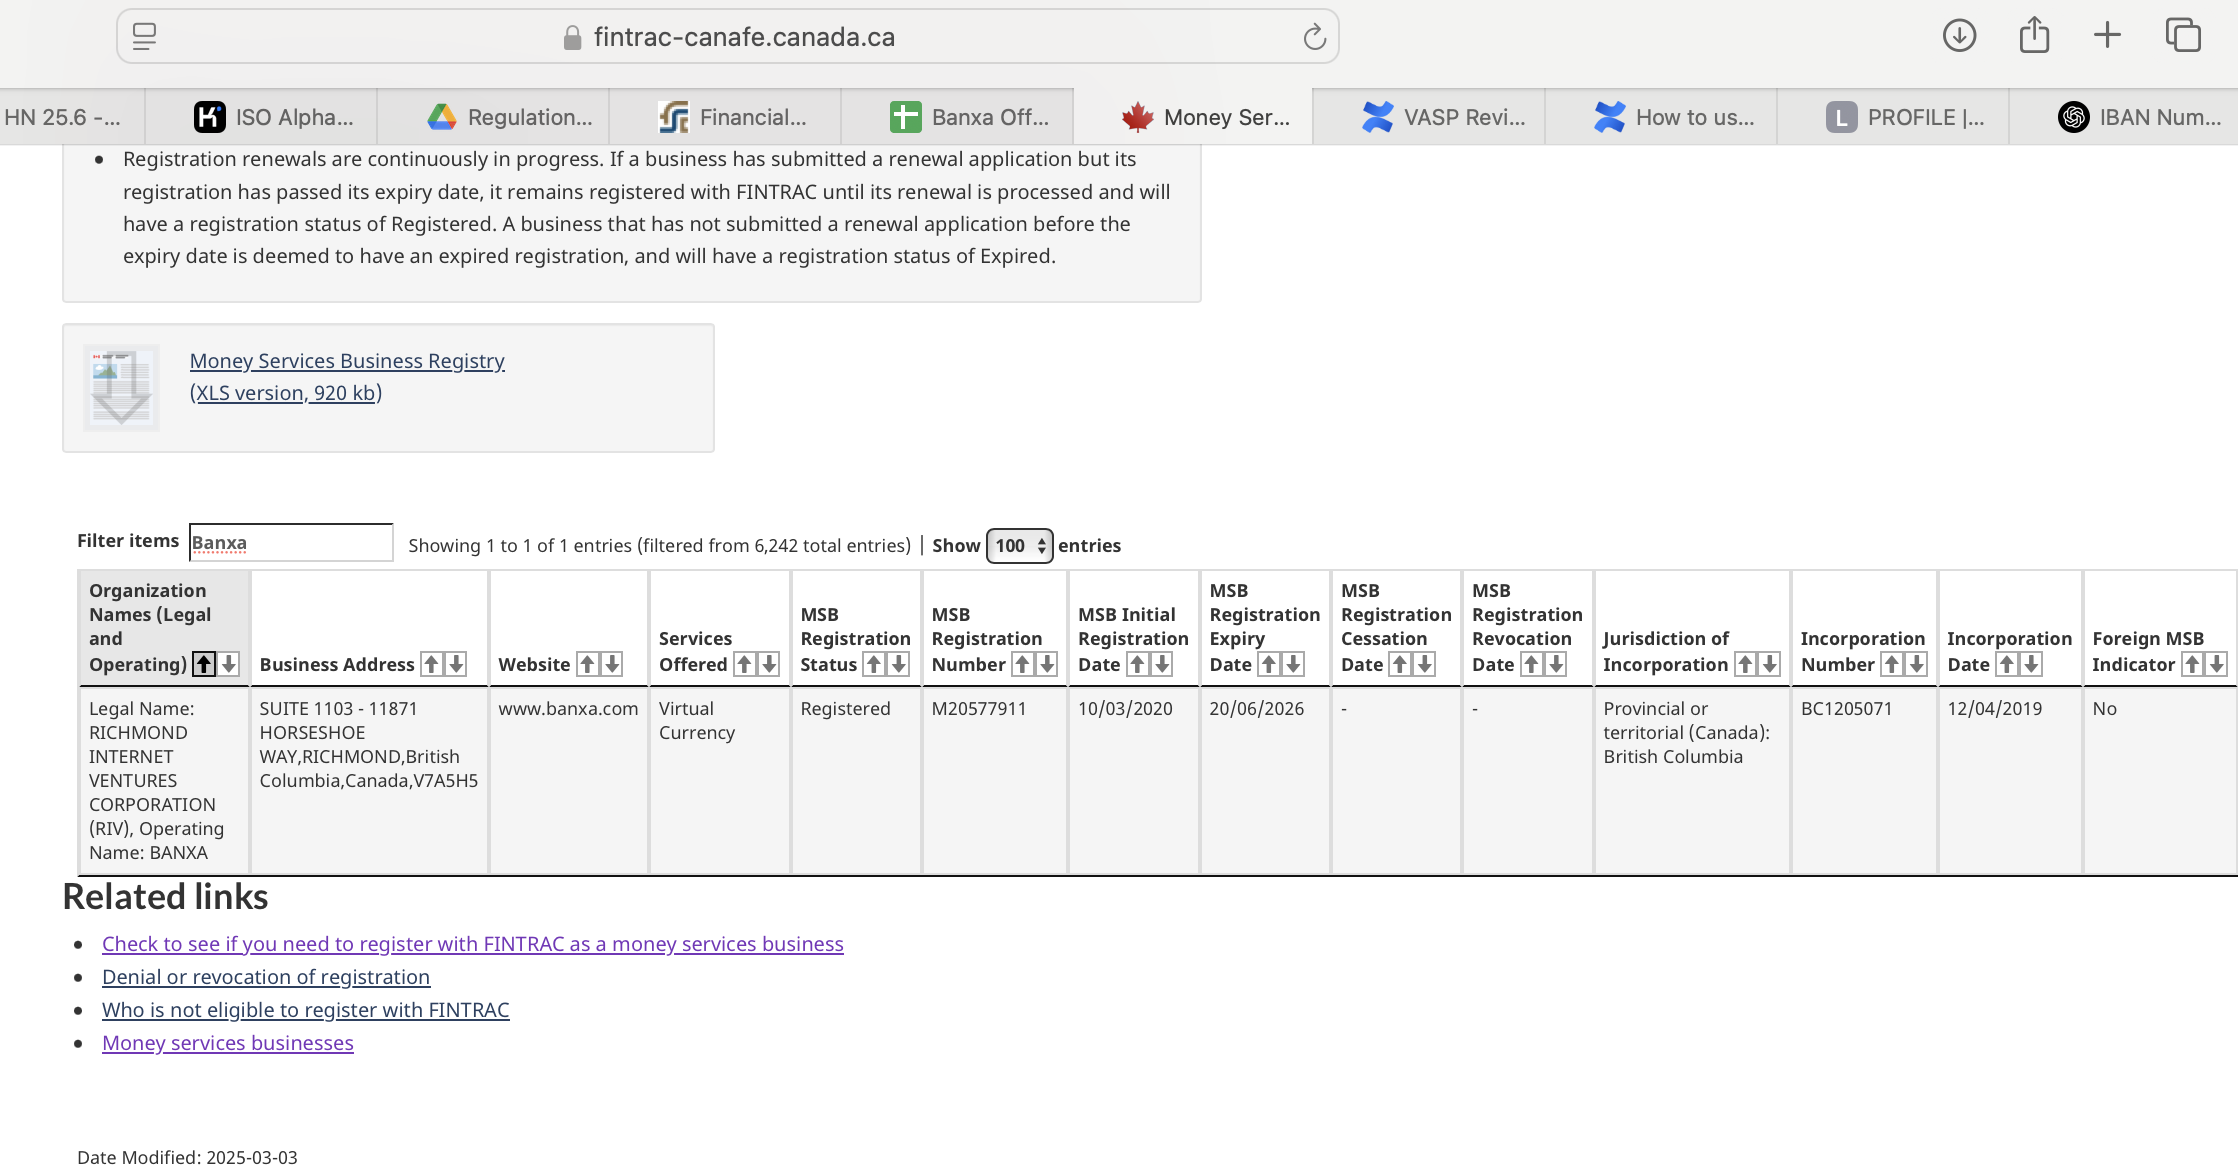 fintrac-canafe.canada.ca
HN 25.6 -...
ISO Alpha...
Regulation...
Financial...
Banxa Off...
Money Ser...
VASP Revi...
How to us...
L PROFILE |...
IBAN Num...
• Registration renewals are continuously in progress. If a business has submitted a renewal application but its
registration has passed its expiry date, it remains registered with FINTRAC until its renewal is processed and will
have a registration status of Registered. A business that has not submitted a renewal application before the
expiry date is deemed to have an expired registration, and will have a registration status of Expired.
Money Services Business Registry
(XLS version, 920 kb)
Filter items Banxa Showing 1 to 1 of 1 entries (filtered from 6,242 total entries) | Show 100 entries
Organization
Names (Legal
and
Operating)
Business Address
Website
Services
Offered
MSB
Registration
Status
MSB
Registration
Number
MSB Initial
Registration
Date
MSB
Registration
Expiry
Date
MSB
Registration
Cessation
Date
MSB
Registration
Revocation
Date
Jurisdiction of
Incorporation
Incorporation
Number
Incorporation
Date
Foreign MSB
Indicator
Legal Name:
RICHMOND
INTERNET
VENTURES
CORPORATION
(RIV), Operating
Name: BANXA
SUITE 1103 - 11871
HORSESHOE
WAY,RICHMOND,British
Columbia,Canada,V7A5H5
www.banxa.com
Virtual
Currency
Registered
M20577911
10/03/2020
20/06/2026
-
-
Provincial or
territorial (Canada):
British Columbia
BC1205071
12/04/2019
No
Related links
• Check to see if you need to register with FINTRAC as a money services business
• Denial or revocation of registration
• Who is not eligible to register with FINTRAC
• Money services businesses
Date Modified: 2025-03-03